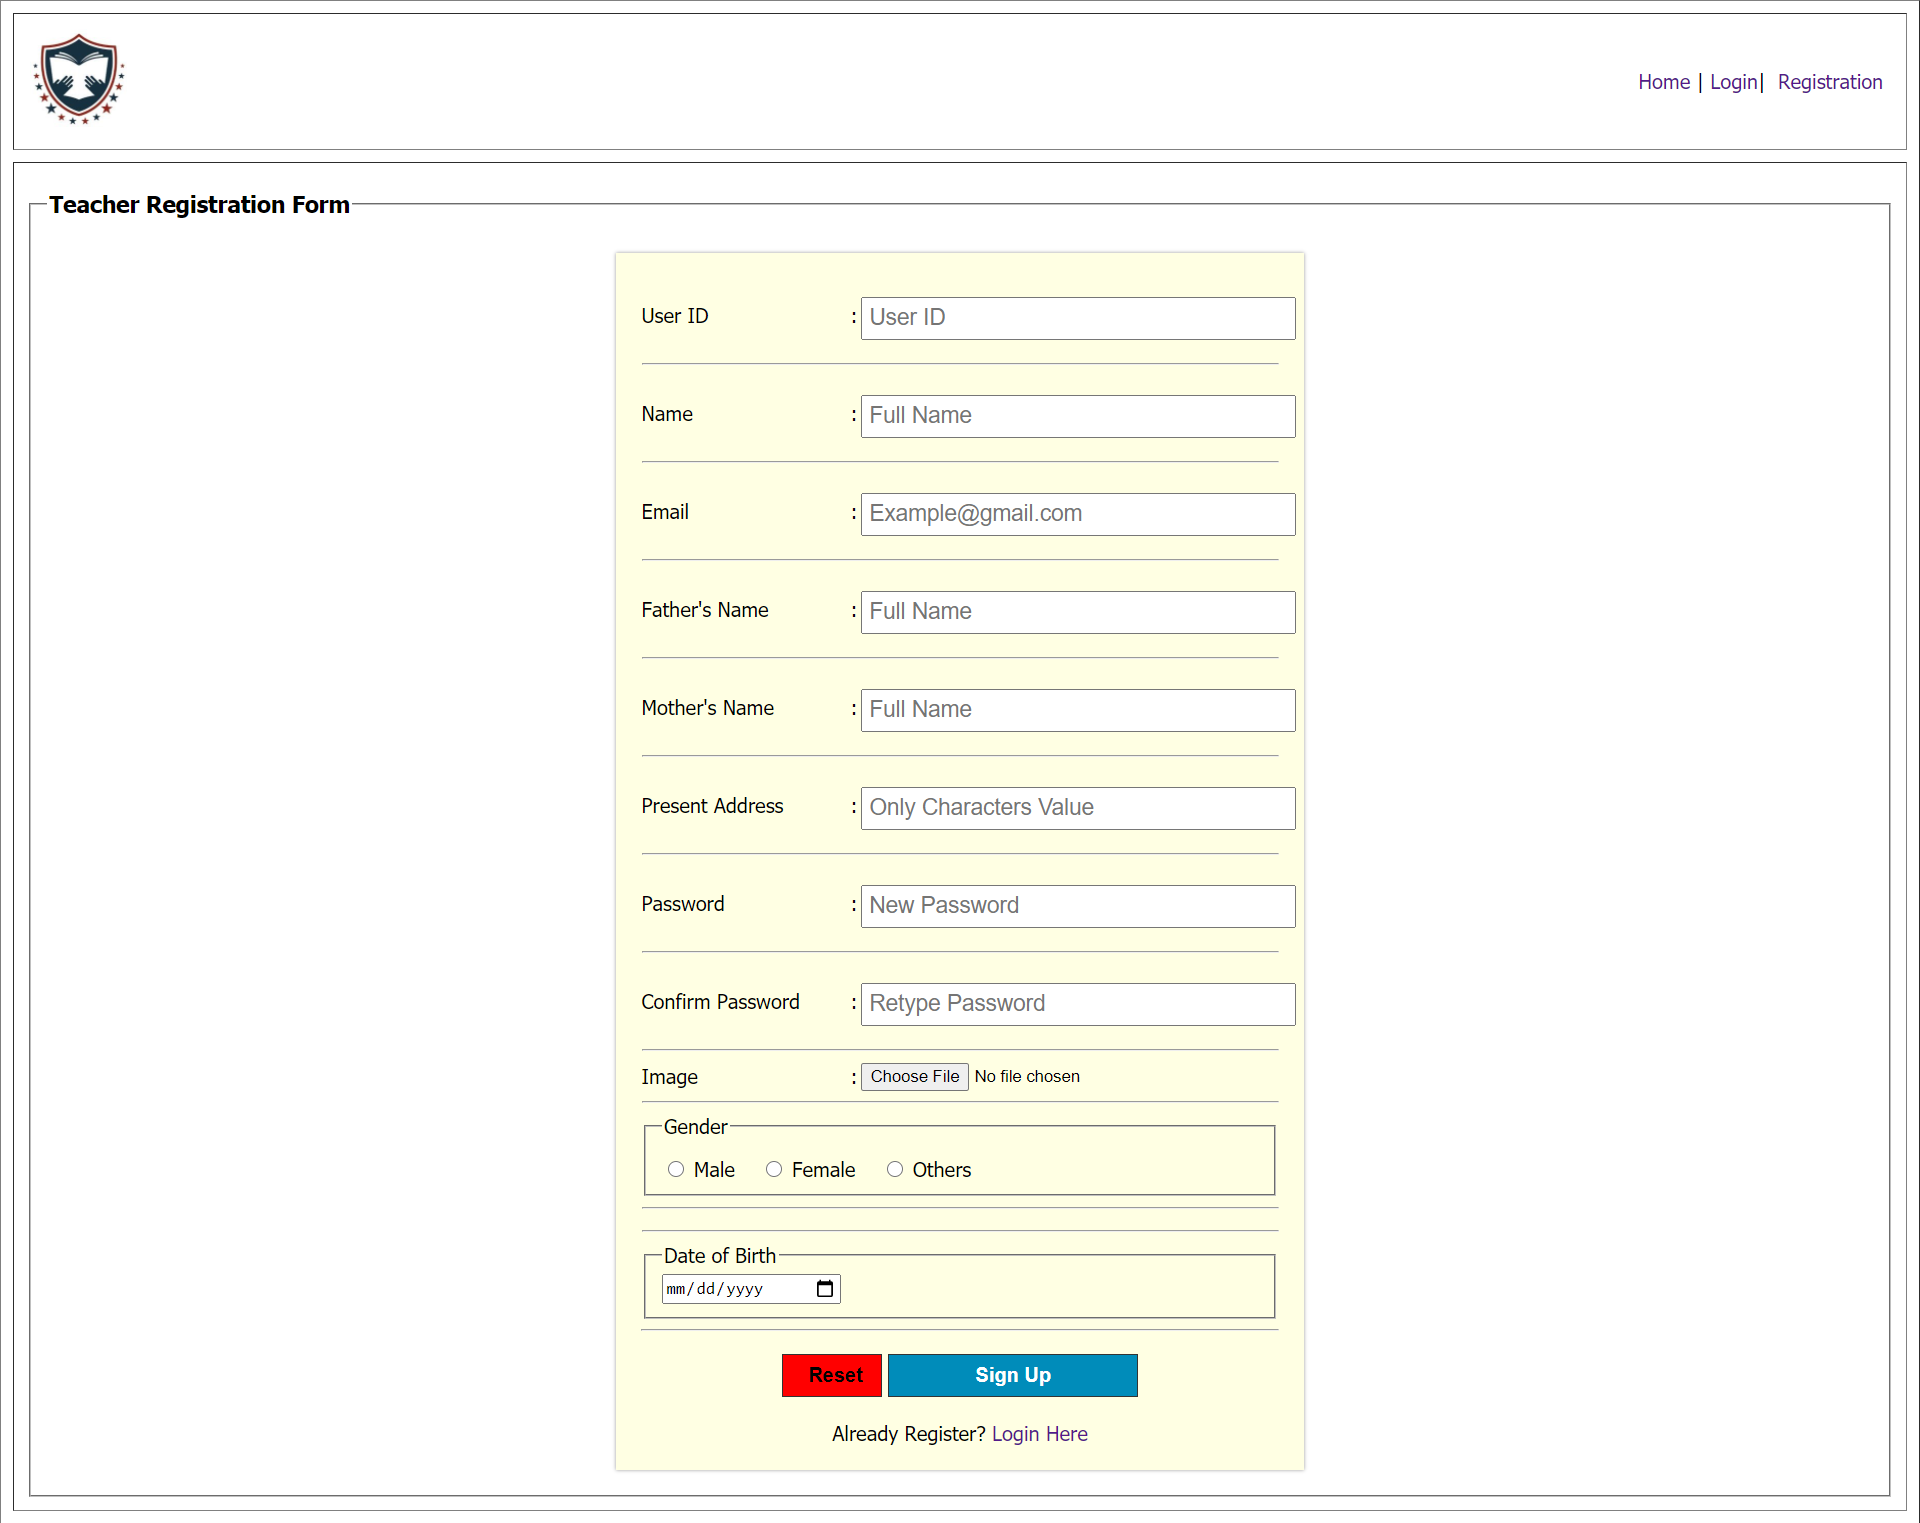 Home | Login| Registration
Teacher Registration Form
User ID : User ID
Name : Full Name
Email : Example@gmail.com
Father's Name : Full Name
Mother's Name : Full Name
Present Address : Only Characters Value
Password : New Password
Confirm Password : Retype Password
Image : Choose File No file chosen
Gender
Male Female Others
Date of Birth
mm/dd/yyyy
Reset Sign Up
Already Register? Login Here